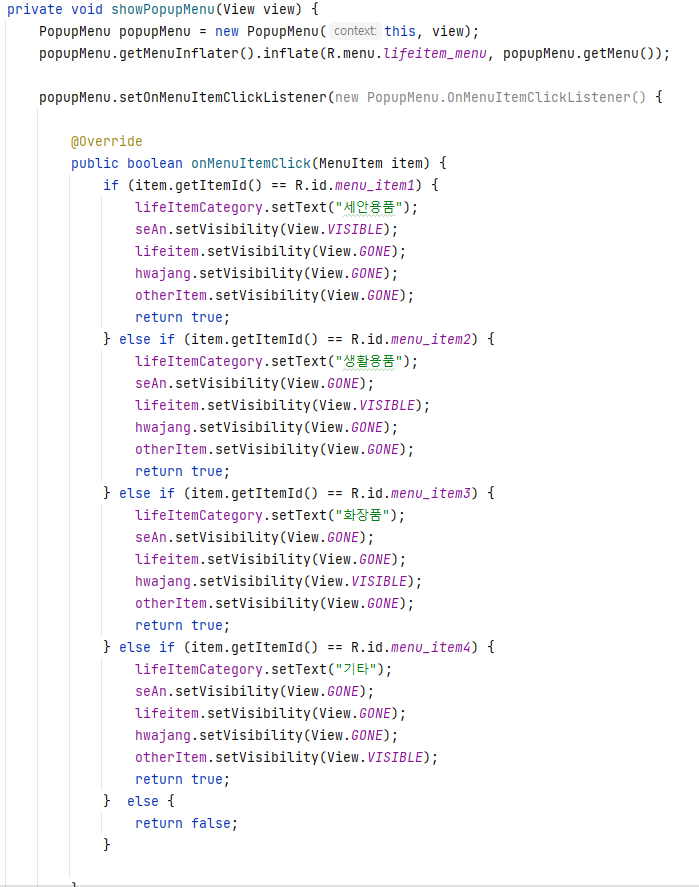 private void showPopupMenu(View view) {
PopupMenu popupMenu = new PopupMenu( context: this, view);
popupMenu.getMenuInflater().inflate(R.menu.lifeitem_menu, popupMenu.getMenu());
popupMenu.setOnMenuItemClickListener(new PopupMenu.OnMenuItemClickListener() {
@Override
public boolean onMenuItemClick(MenuItem item) {
if (item.getItemId() == R.id.menu_item1) {
lifeItemCategory.setText("세안용품");
seAn.setVisibility(View.VISIBLE);
lifeitem.setVisibility(View.GONE);
hwajang.setVisibility(View.GONE);
otherItem.setVisibility(View.GONE);
return true;
} else if (item.getItemId() == R.id.menu_item2) {
lifeItemCategory.setText("생활용품");
seAn.setVisibility(View.GONE);
lifeitem.setVisibility(View.VISIBLE);
hwajang.setVisibility(View.GONE);
otherItem.setVisibility(View.GONE);
return true;
} else if (item.getItemId() == R.id.menu_item3) {
lifeItemCategory.setText("화장품");
seAn.setVisibility(View.GONE);
lifeitem.setVisibility(View.GONE);
hwajang.setVisibility(View.VISIBLE);
otherItem.setVisibility(View.GONE);
return true;
} else if (item.getItemId() == R.id.menu_item4) {
lifeItemCategory.setText("기타");
seAn.setVisibility(View.GONE);
lifeitem.setVisibility(View.GONE);
hwajang.setVisibility(View.GONE);
otherItem.setVisibility(View.VISIBLE);
return true;
}  else {
return false;
}